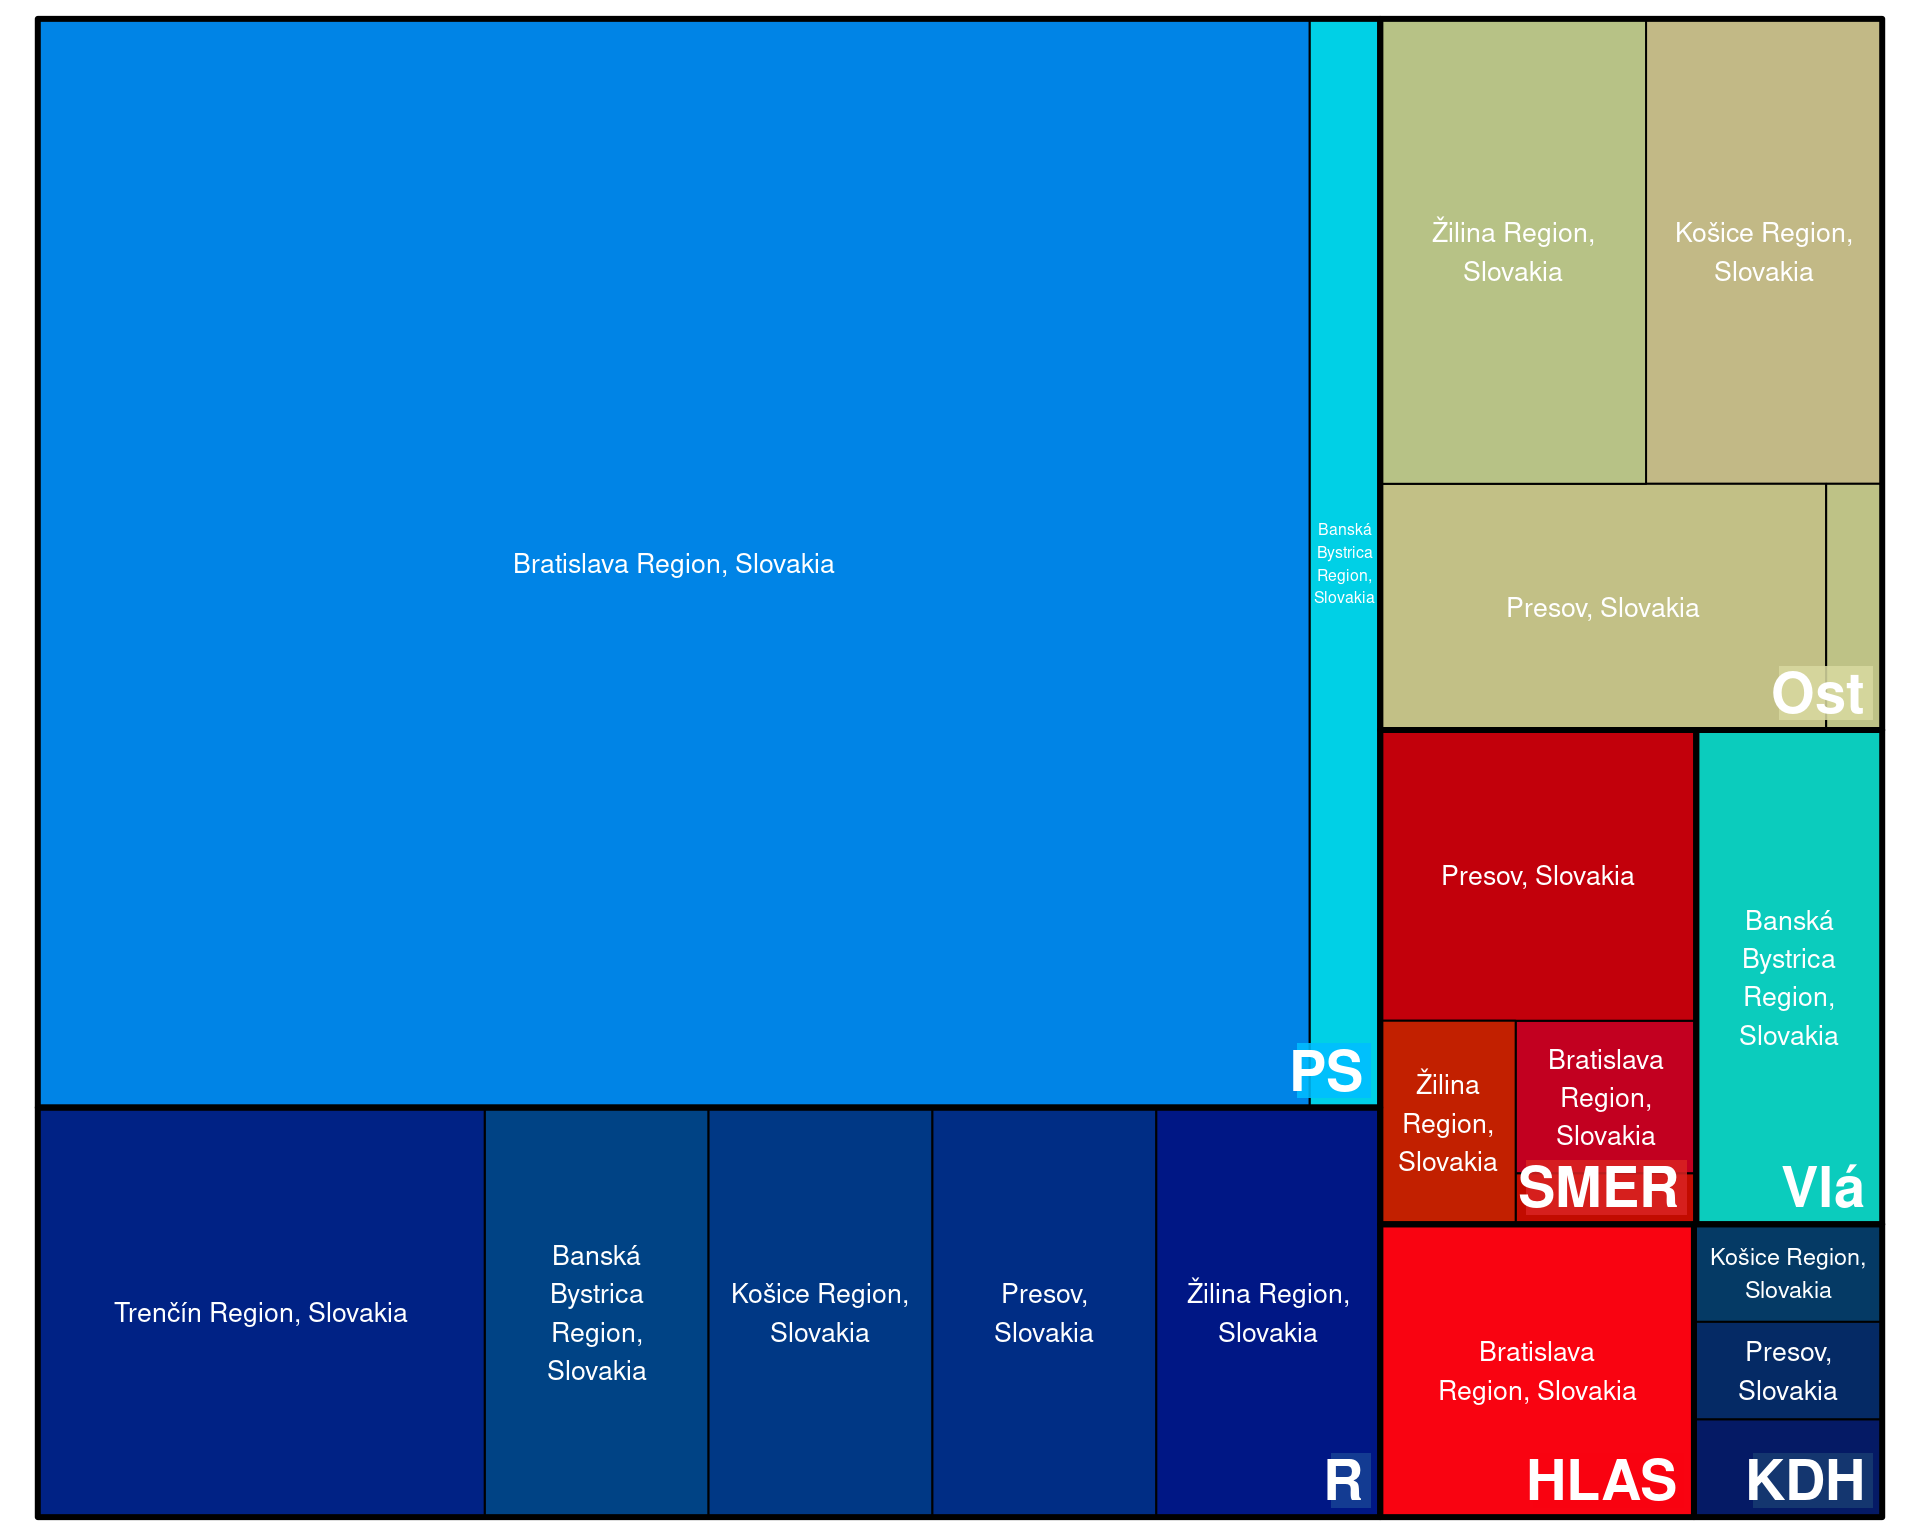 Bratislava Region, Slovakia
Banská
Bystrica
Region,
Slovakia
PS
Žilina Region,
Slovakia
Košice Region,
Slovakia
Presov, Slovakia
Ost
Presov, Slovakia
Žilina
Region,
Slovakia
Bratislava
Region,
Slovakia
SMER
Banská
Bystrica
Region,
Slovakia
Vlá
Trenčín Region, Slovakia
Banská
Bystrica
Region,
Slovakia
Košice Region,
Slovakia
Presov,
Slovakia
Žilina Region,
Slovakia
R
Bratislava
Region, Slovakia
HLAS
Košice Region,
Slovakia
Presov,
Slovakia
KDH